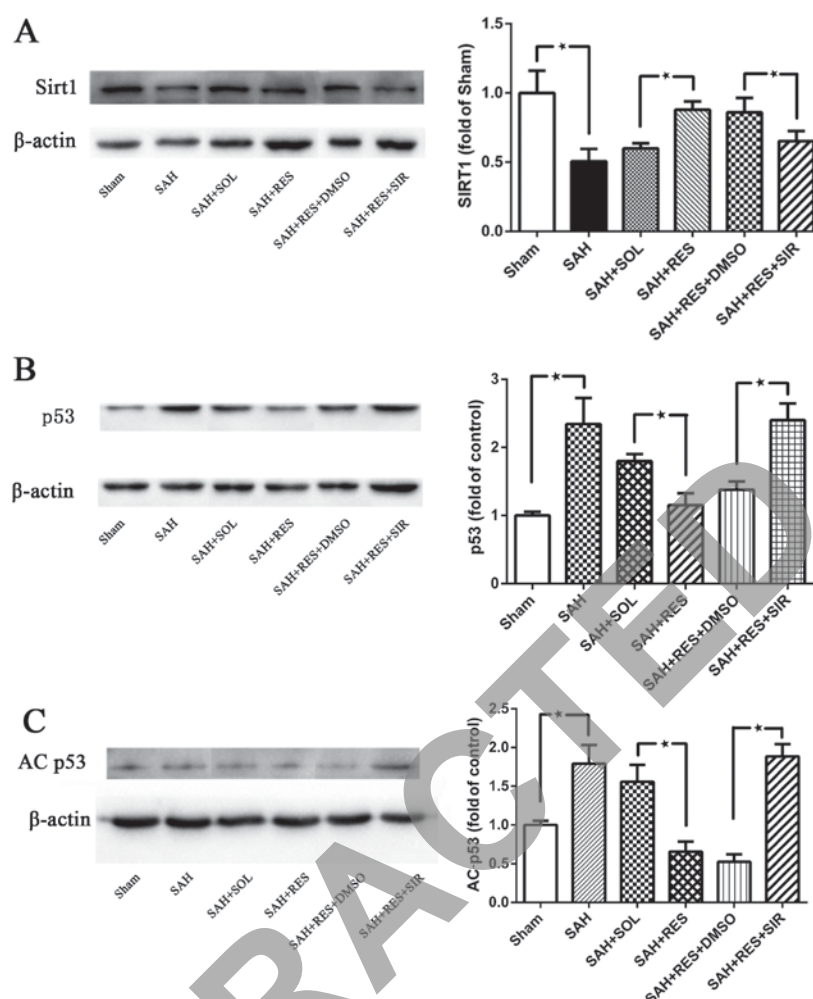 A
Sirt1
β-actin
Sham
SAH
SAH+SOL
SAH+RES
SAH+RES+DMSO
SAH+RES+SIR
SIRT1 (fold of Sham)
1.5
1.0
0.5
0.0
Sham
SAH
SAH+SOL
SAH+RES
SAH+RES+DMSO
SAH+RES+SIR
B
p53
β-actin
Sham
SAH
SAH+SOL
SAH+RES
SAH+RES+DMSO
SAH+RES+SIR
p53 (fold of control)
3
2
1
0
Sham
SAH
SAH+SOL
SAH+RES
SAH+RES+DMSO
SAH+RES+SIR
C
AC p53
β-actin
Sham
SAH
SAH+SOL
SAH+RES
SAH+RES+DMSO
SAH+RES+SIR
AC-p53 (fold of control)
2.5
2.0
1.5
1.0
0.5
0.0
Sham
SAH
SAH+SOL
SAH+RES
SAH+RES+DMSO
SAH+RES+SIR
RACTED